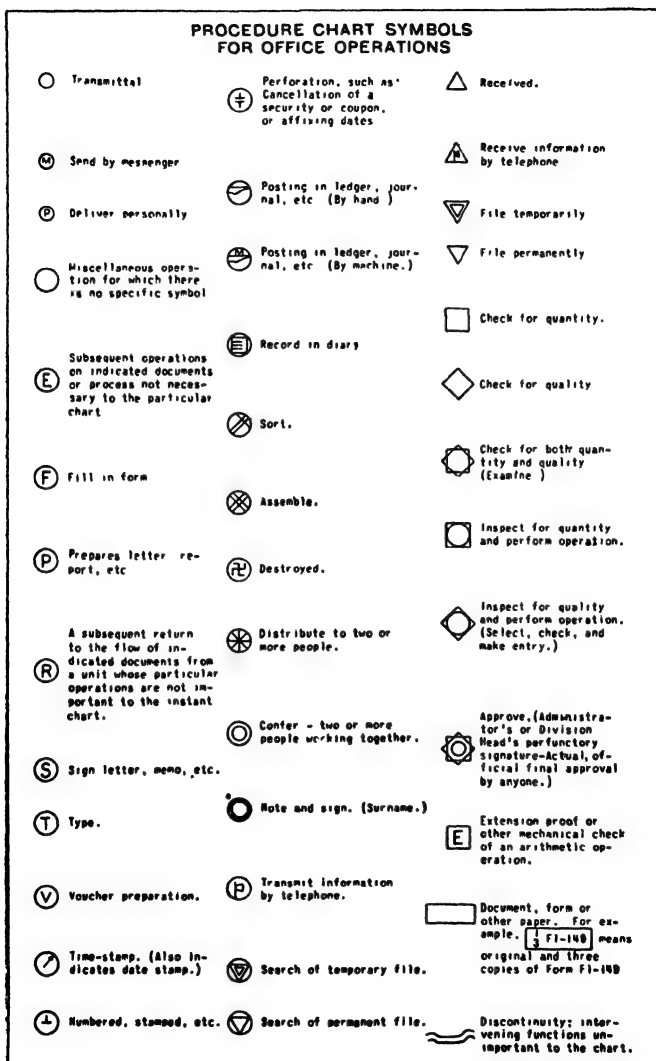 PROCEDURE CHART SYMBOLS
FOR OFFICE OPERATIONS
Transmittal
M
Send by messenger
P
Deliver personally
Miscellaneous opera-
tion for which there
is no specific symbol
E
Subsequent operations
on indicated documents
or process not neces-
sary to the particular
chart
F
Fill in form
P
Prepares letter re-
port, etc
R
A subsequent return
to the flow of in-
dicated documents from
a unit whose particular
operations are not im-
portant to the instant
chart.
S
Sign letter, memo, etc.
T
Type.
V
Voucher preparation.
Time-stamp. (Also in-
dicates date stamp.)
Numbered, stamped, etc.
Perforation, such as
Cancellation of a
security or coupon,
or affixing dates
Posting in ledger, jour-
nal, etc (By hand)
M
Posting in ledger, jour-
nal, etc (By machine.)
Record in diary
Sort.
Assemble.
Destroyed.
Distribute to two or
more people.
Confer - two or more
people working together.
Note and sign. (Surname.)
Transmit information
by telephone.
Search of temporary file.
Search of permanent file.
Received.
Receive information
by telephone
File temporarily
File permanently
Check for quantity.
Check for quality
Check for both quan-
tity and quality
(Examine)
Inspect for quantity
and perform operation.
Inspect for quality
and perform operation.
(Select, check, and
make entry.)
Approve, (Administra-
tor's or Division
Head's perfunctory
signature-Actual, of-
ficial final approval
by anyone.)
E
Extension proof or
other mechanical check
of an arithmetic op-
eration.
Document, form or
other paper. For ex-
ample. 1/3 FI-149 means
original and three
copies of Form FI-149
Discontinuity; inter-
vening functions un-
important to the chart.